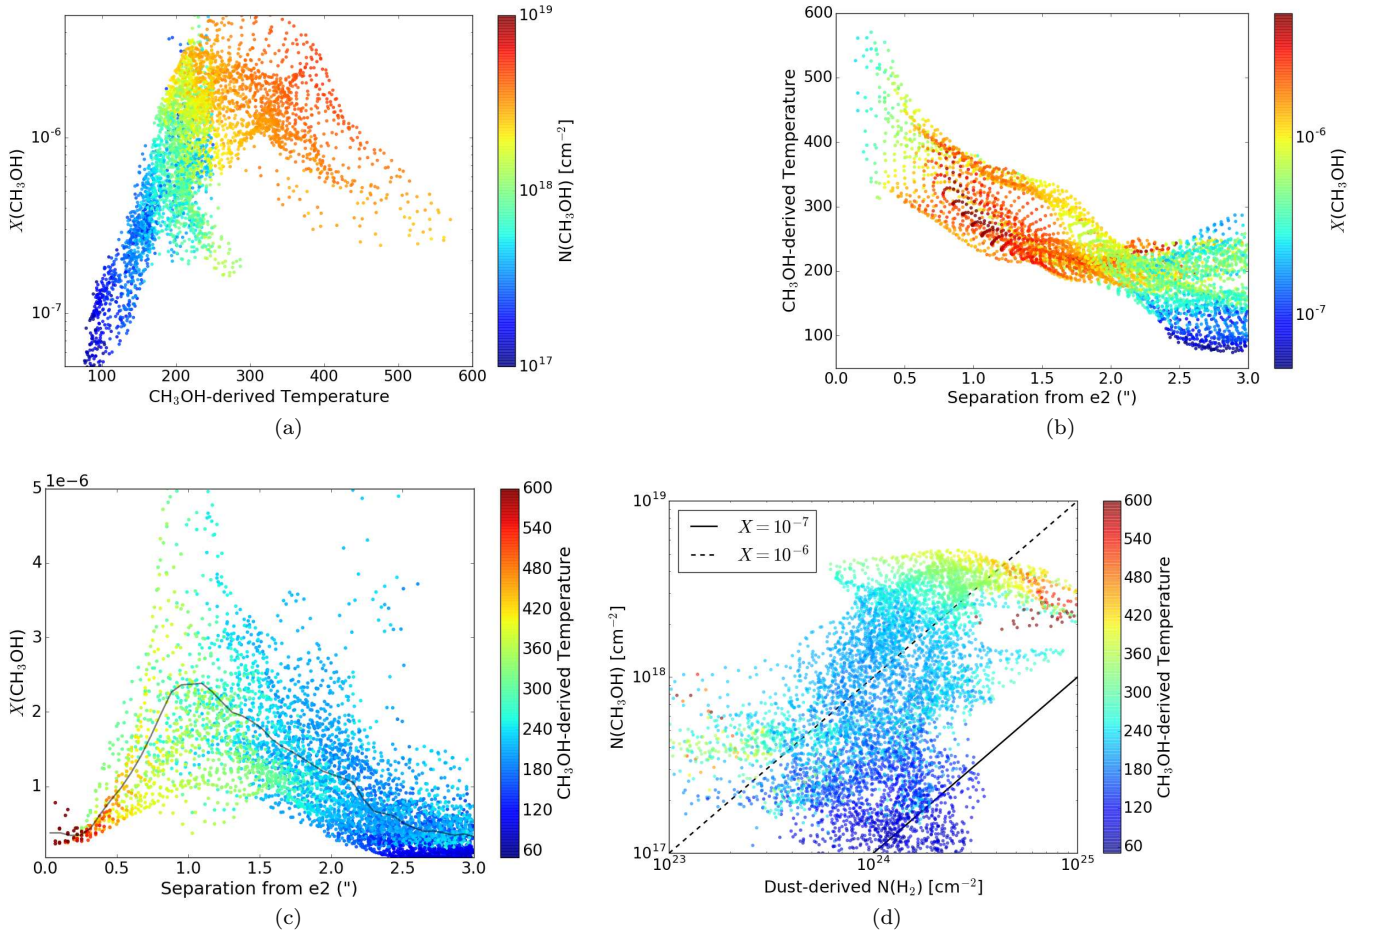 10^19
10^18
10^17
N(CH₃OH) [cm⁻²]
X(CH₃OH)
10^-6
10^-7
100 200 300 400 500 600
CH₃OH-derived Temperature
(a)
600
500
400
300
200
100
CH₃OH-derived Temperature
0.0 0.5 1.0 1.5 2.0 2.5 3.0
Separation from e2 (")
10^-6
10^-7
X(CH₃OH)
(b)
1e−6
5
4
3
2
1
X(CH₃OH)
0.0 0.5 1.0 1.5 2.0 2.5 3.0
Separation from e2 (")
600
540
480
420
360
300
240
180
120
60
CH₃OH-derived Temperature
(c)
10^19
10^18
10^17
N(CH₃OH) [cm⁻²]
X = 10⁻⁷
X = 10⁻⁶
10^23 10^24 10^25
Dust-derived N(H₂) [cm⁻²]
600
540
480
420
360
300
240
180
120
60
CH₃OH-derived Temperature
(d)